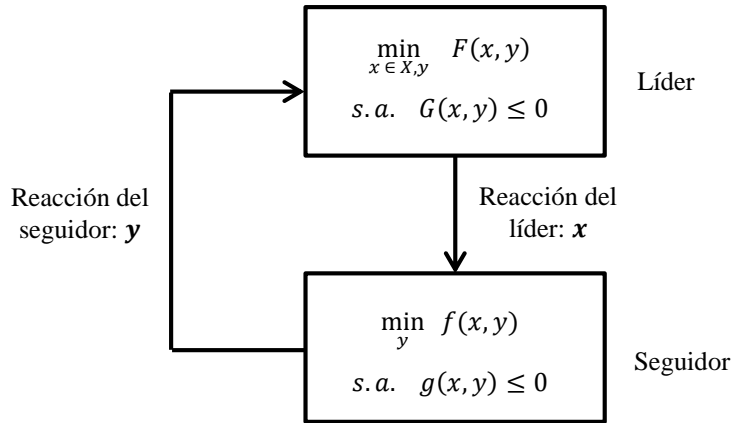 min F(x, y)
x ∈ X,y
s. a. G(x, y) ≤ 0
Líder
Reacción del
seguidor: y
Reacción del
líder: x
min f(x, y)
y
s. a. g(x, y) ≤ 0
Seguidor